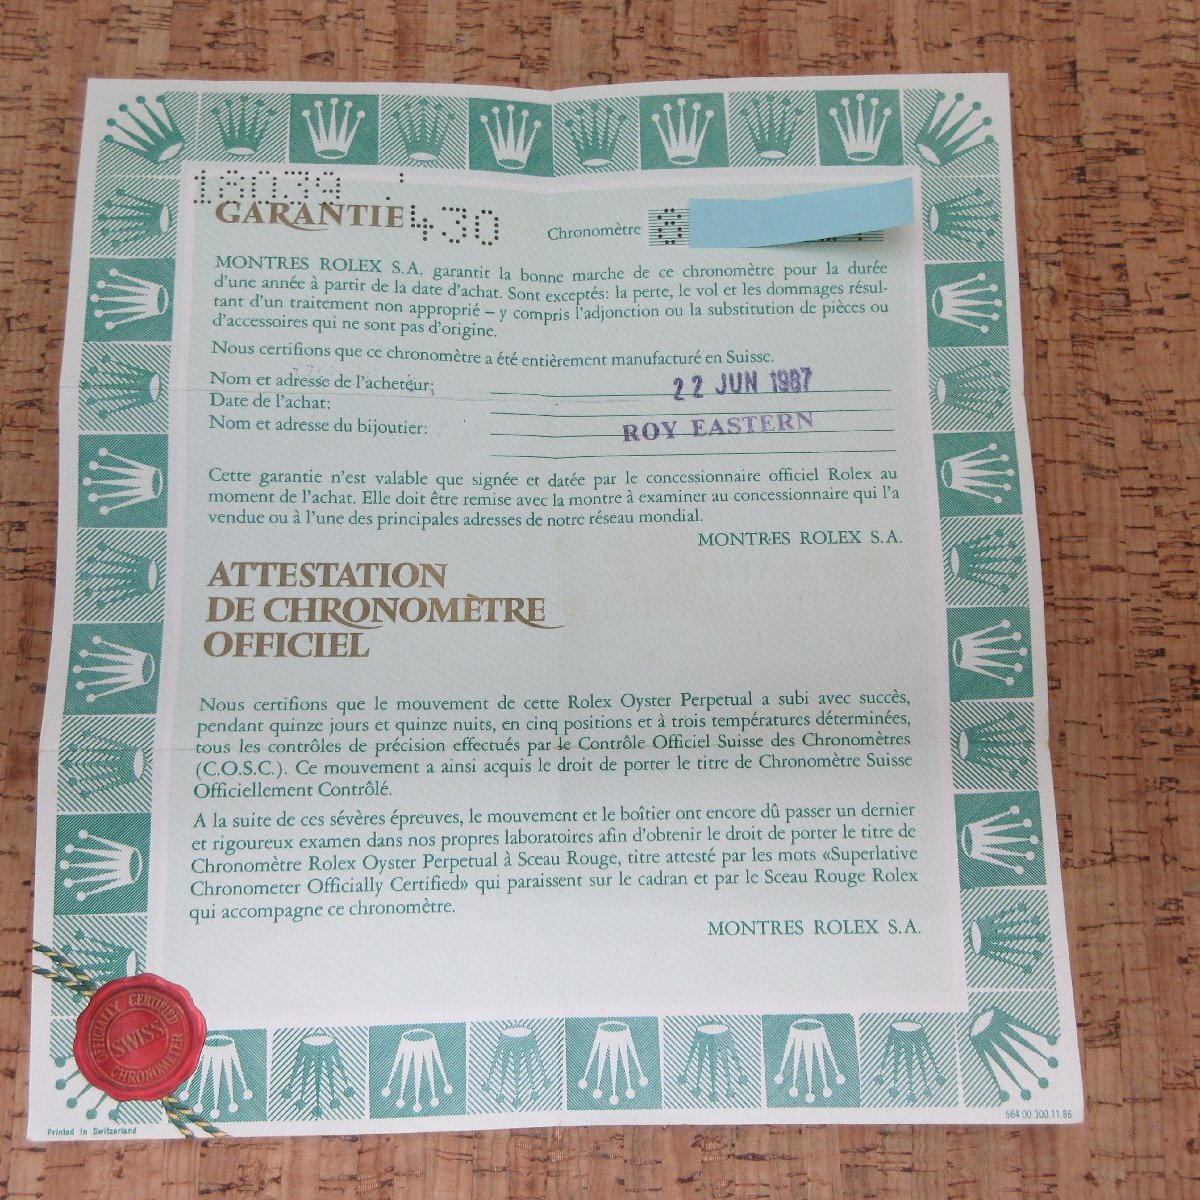 18039
GARANTIE 430
Chronomètre 8
MONTRES ROLEX S.A. garantit la bonne marche de ce chronomètre pour la durée
d'une année à partir de la date d'achat. Sont exceptés: la perte, le vol et les dommages résul-
tant d'un traitement non approprié – y compris l'adjonction ou la substitution de pièces ou
d'accessoires qui ne sont pas d'origine.
Nous certifions que ce chronomètre a été entièrement manufacturé en Suisse.
Nom et adresse de l'acheteur:
22 JUN 1987
Date de l'achat:
Nom et adresse du bijoutier:
ROY EASTERN
Cette garantie n'est valable que signée et datée par le concessionnaire officiel Rolex au
moment de l'achat. Elle doit être remise avec la montre à examiner au concessionnaire qui l'a
vendue ou à l'une des principales adresses de notre réseau mondial.
MONTRES ROLEX S.A.
ATTESTATION
DE CHRONOMÈTRE
OFFICIEL
Nous certifions que le mouvement de cette Rolex Oyster Perpetual a subi avec succès,
pendant quinze jours et quinze nuits, en cinq positions et à trois températures déterminées,
tous les contrôles de précision effectués par le Contrôle Officiel Suisse des Chronomètres
(C.O.S.C.). Ce mouvement a ainsi acquis le droit de porter le titre de Chronomètre Suisse
Officiellement Contrôlé.
A la suite de ces sévères épreuves, le mouvement et le boîtier ont encore dû passer un dernier
et rigoureux examen dans nos propres laboratoires afin d'obtenir le droit de porter le titre de
Chronomètre Rolex Oyster Perpetual à Sceau Rouge, titre attesté par les mots «Superlative
Chronometer Officially Certified» qui paraissent sur le cadran et par le Sceau Rouge Rolex
qui accompagne ce chronomètre.
MONTRES ROLEX S.A.
OFFICIALLY CERTIFIED
SWISS
CHRONOMETER
Printed in Switzerland
564.00.300.11.86